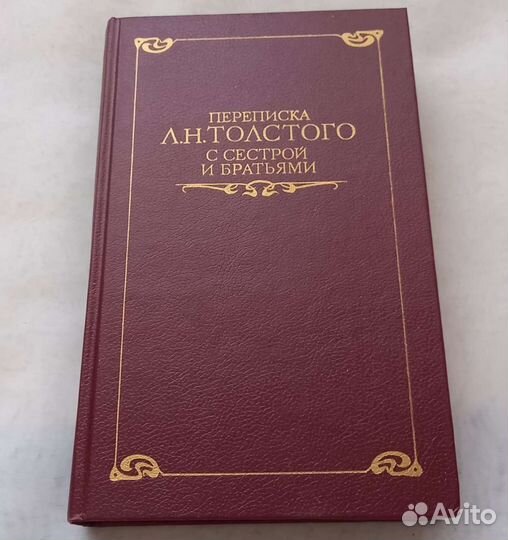 ПЕРЕПИСКА
Л.Н.ТОЛСТОГО
С СЕСТРОЙ
И БРАТЬЯМИ
Avito